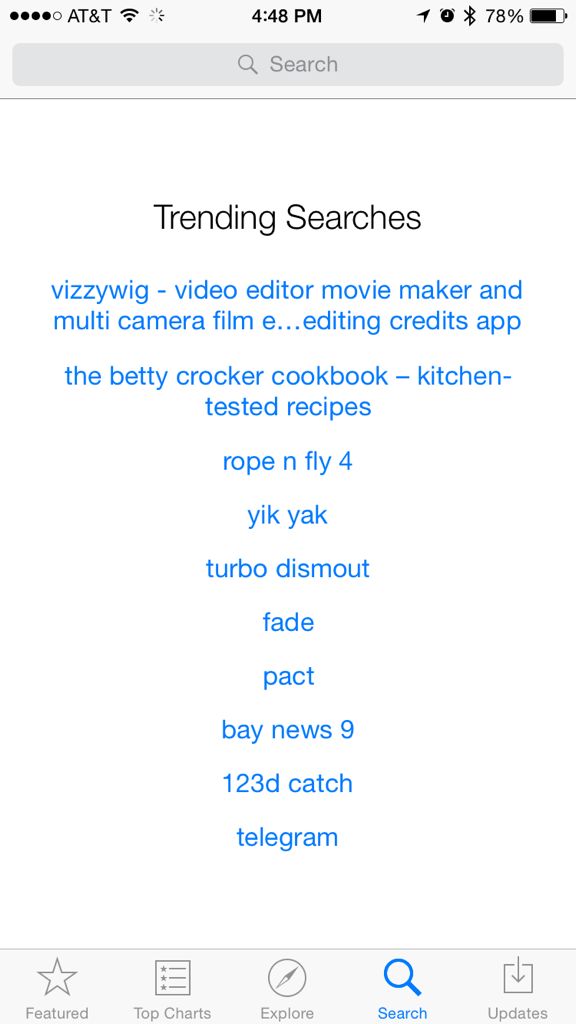 AT&T 4:48 PM 78%
Search
Trending Searches
vizzywig - video editor movie maker and
multi camera film e...editing credits app
the betty crocker cookbook – kitchen-
tested recipes
rope n fly 4
yik yak
turbo dismout
fade
pact
bay news 9
123d catch
telegram
Featured Top Charts Explore Search Updates